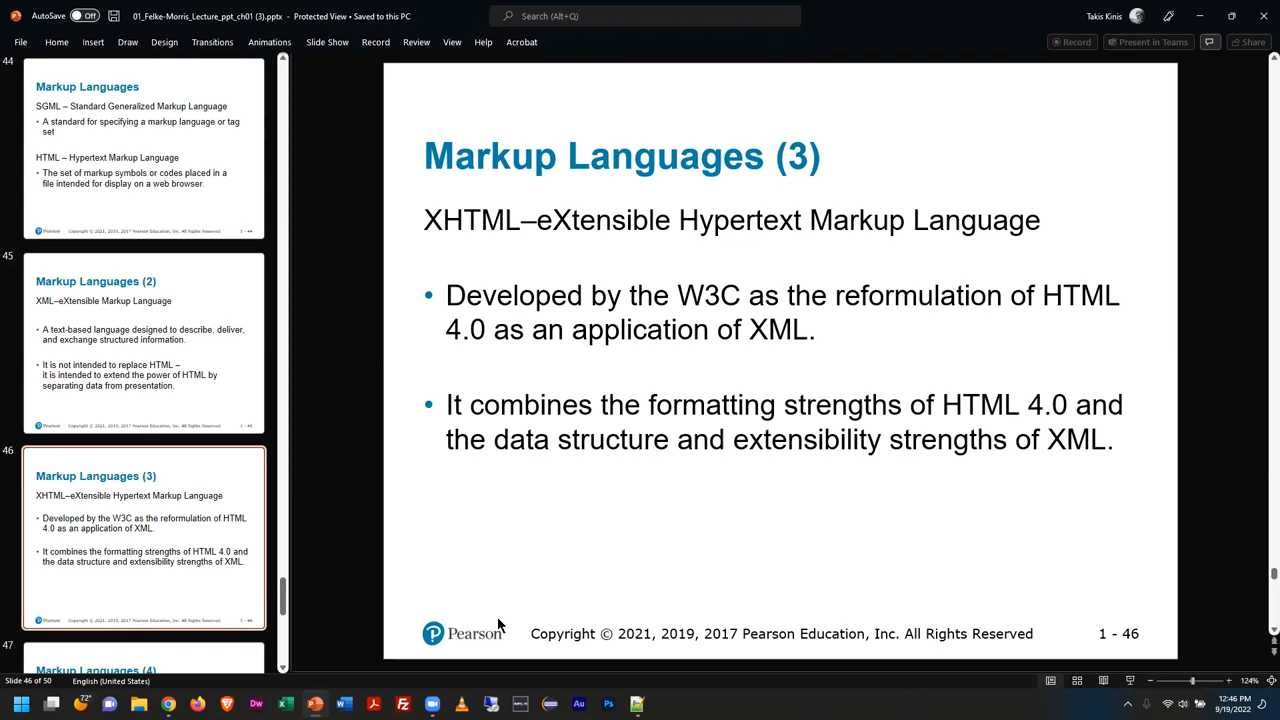 AutoSave Off 01_Felke-Morris_Lecture_ppt_ch01 (3).pptx - Protected View • Saved to this PC Search (Alt+Q) Takis Kinis
File Home Insert Draw Design Transitions Animations Slide Show Record Review View Help Acrobat Record Present in Teams Share
44
Markup Languages
SGML – Standard Generalized Markup Language
• A standard for specifying a markup language or tag
set
HTML – Hypertext Markup Language
• The set of markup symbols or codes placed in a
file intended for display on a web browser.
Pearson Copyright © 2021, 2019, 2017 Pearson Education, Inc. All Rights Reserved 1 - 44
45
Markup Languages (2)
XML–eXtensible Markup Language
• A text-based language designed to describe, deliver,
and exchange structured information.
• It is not intended to replace HTML –
it is intended to extend the power of HTML by
separating data from presentation.
Pearson Copyright © 2021, 2019, 2017 Pearson Education, Inc. All Rights Reserved 1 - 45
46
Markup Languages (3)
XHTML–eXtensible Hypertext Markup Language
• Developed by the W3C as the reformulation of HTML
4.0 as an application of XML.
• It combines the formatting strengths of HTML 4.0 and
the data structure and extensibility strengths of XML.
Pearson Copyright © 2021, 2019, 2017 Pearson Education, Inc. All Rights Reserved 1 - 46
47
Markup Languages (4)
Markup Languages (3)
XHTML–eXtensible Hypertext Markup Language
• Developed by the W3C as the reformulation of HTML
4.0 as an application of XML.
• It combines the formatting strengths of HTML 4.0 and
the data structure and extensibility strengths of XML.
Pearson Copyright © 2021, 2019, 2017 Pearson Education, Inc. All Rights Reserved 1 - 46
Slide 46 of 50 English (United States) 124%
72° Dw Au Ps 12:46 PM
9/19/2022